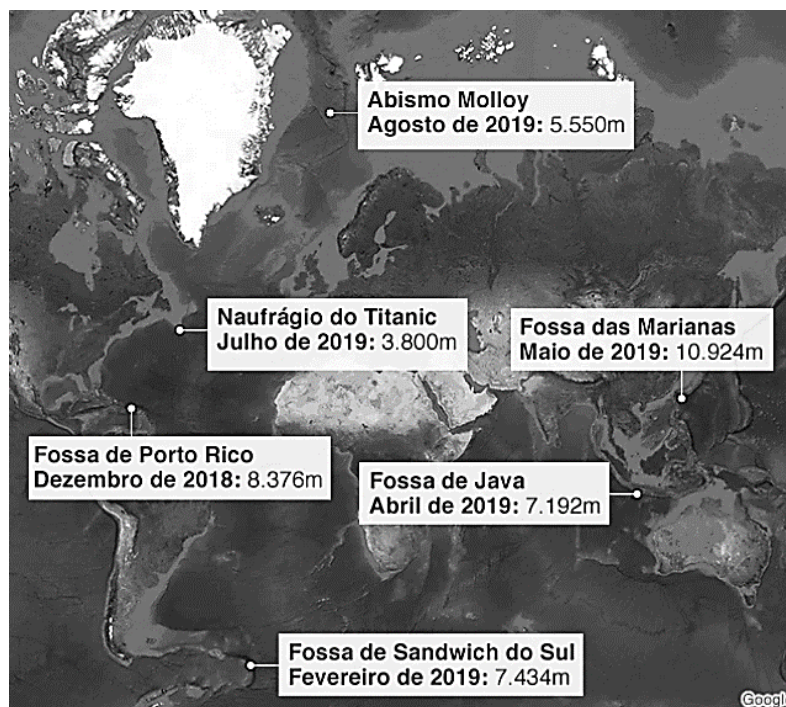 Abismo Molloy
Agosto de 2019: 5.550m
Naufrágio do Titanic
Julho de 2019: 3.800m
Fossa das Marianas
Maio de 2019: 10.924m
Fossa de Porto Rico
Dezembro de 2018: 8.376m
Fossa de Java
Abril de 2019: 7.192m
Fossa de Sandwich do Sul
Fevereiro de 2019: 7.434m
Google